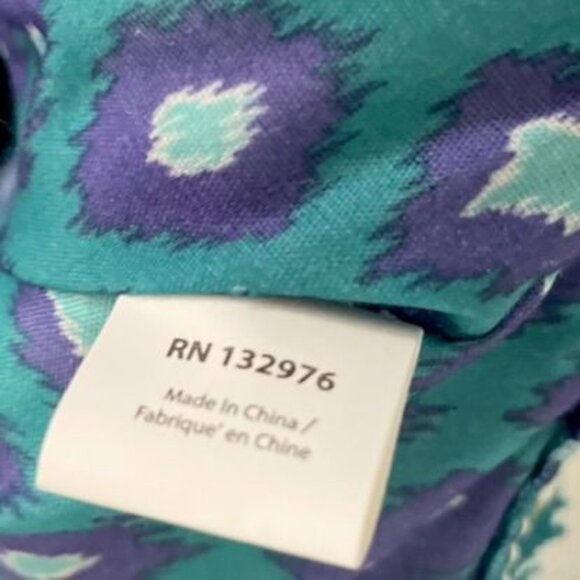 RN 132976
Made In China /
Fabrique' en Chine